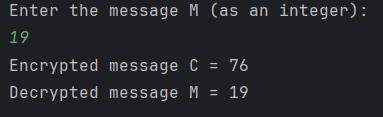 Enter the message M (as an integer):
19
Encrypted message C = 76
Decrypted message M = 19